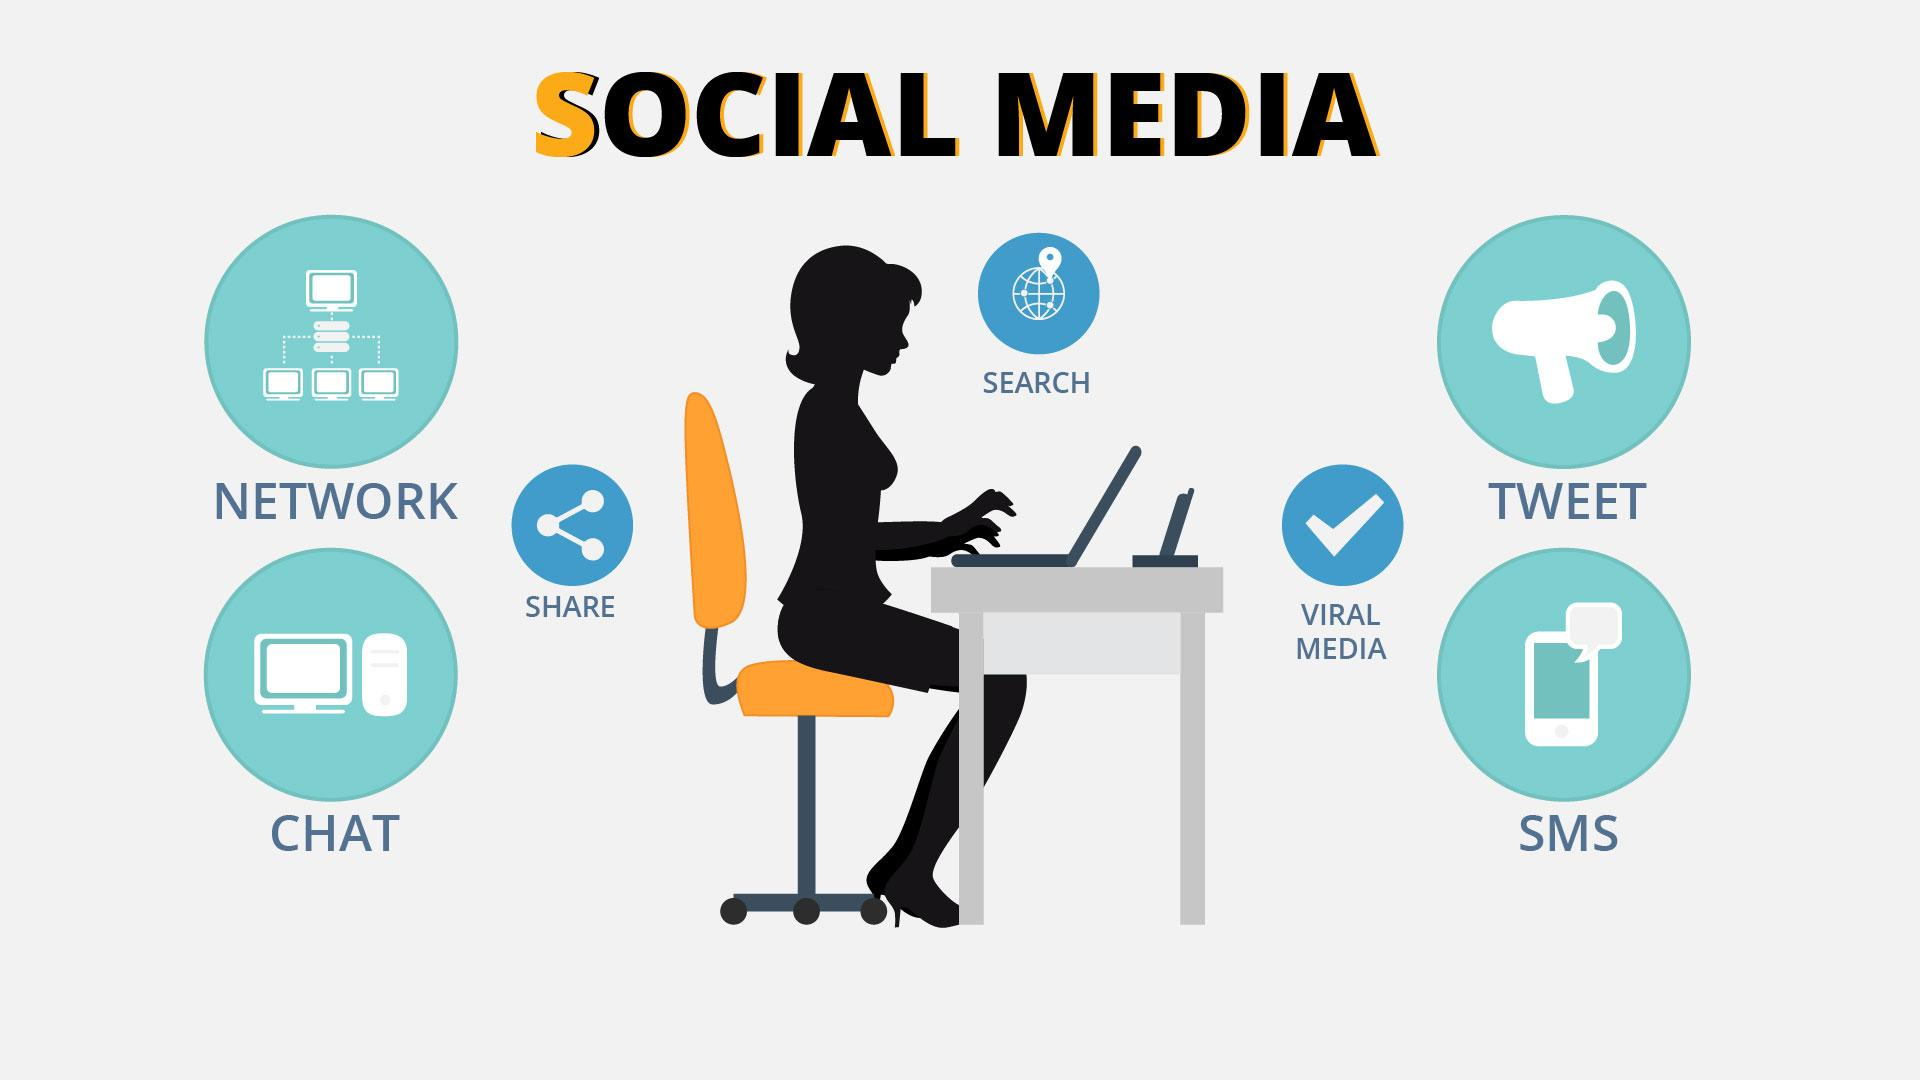 SOCIAL MEDIA
SEARCH
NETWORK
TWEET
SHARE
VIRAL
MEDIA
CHAT
SMS